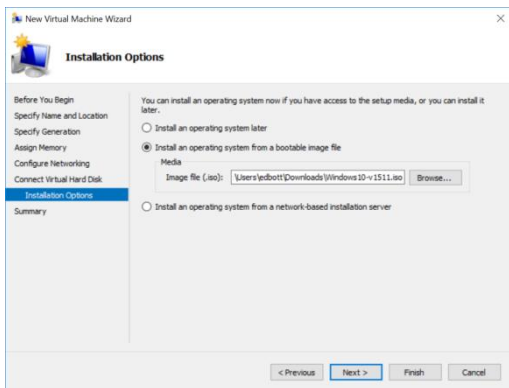 New Virtual Machine Wizard
Installation Options
Before You Begin
Specify Name and Location
Specify Generation
Assign Memory
Configure Networking
Connect Virtual Hard Disk
Installation Options
Summary
You can install an operating system now if you have access to the setup media, or you can install it
later.
Install an operating system later
Install an operating system from a bootable image file
Media
Image file (.iso):
\Users\edbott\Downloads\Windows10-v1511.iso
Browse...
Install an operating system from a network-based installation server
< Previous
Next >
Finish
Cancel